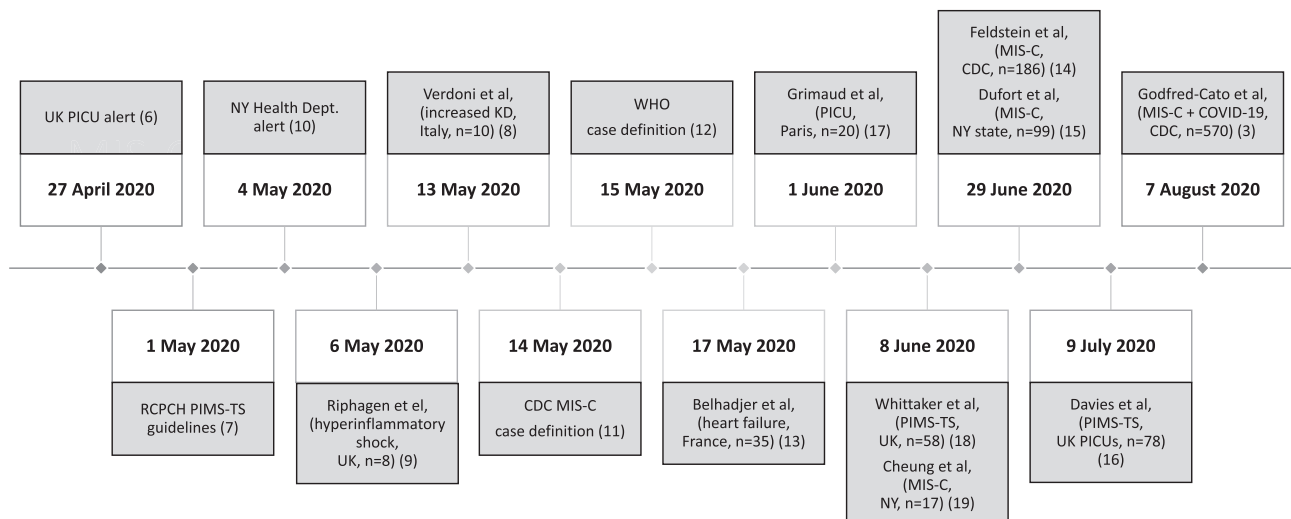 UK PICU alert (6)
27 April 2020
NY Health Dept.
alert (10)
4 May 2020
Verdoni et al,
(increased KD,
Italy, n=10) (8)
13 May 2020
WHO
case definition (12)
15 May 2020
Grimaud et al,
(PICU,
Paris, n=20) (17)
1 June 2020
Feldstein et al,
(MIS-C,
CDC, n=186) (14)
Dufort et al,
(MIS-C,
NY state, n=99) (15)
29 June 2020
Godfred-Cato et al,
(MIS-C + COVID-19,
CDC, n=570) (3)
7 August 2020
1 May 2020
RCPCH PIMS-TS
guidelines (7)
6 May 2020
Riphagen et el,
(hyperinflammatory
shock,
UK, n=8) (9)
14 May 2020
CDC MIS-C
case definition (11)
17 May 2020
Belhadjer et al,
(heart failure,
France, n=35) (13)
8 June 2020
Whittaker et al,
(PIMS-TS,
UK, n=58) (18)
Cheung et al,
(MIS-C,
NY, n=17) (19)
9 July 2020
Davies et al,
(PIMS-TS,
UK PICUs, n=78)
(16)